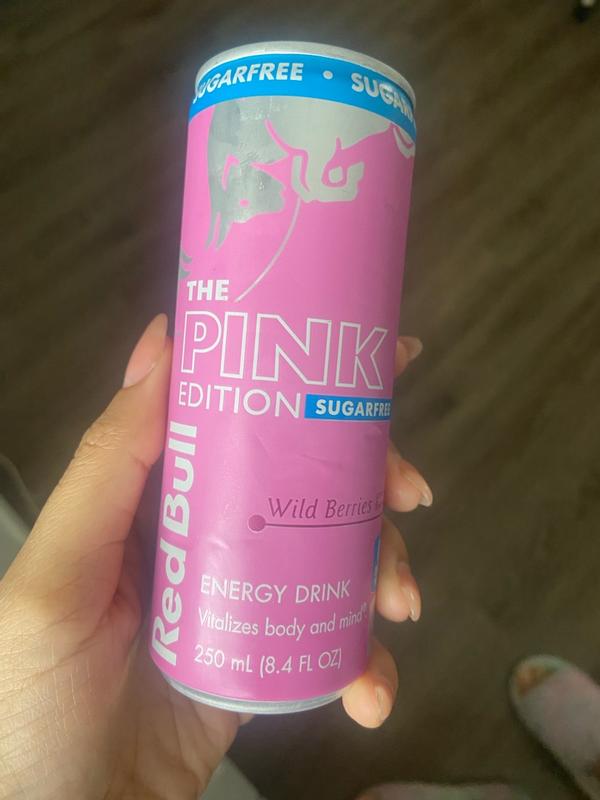 SUGARFREE • SUGAR
THE
PINK
EDITION SUGARFREE
Red Bull
Wild Berries
ENERGY DRINK
Vitalizes body and mind®
250 mL (8.4 FL OZ)